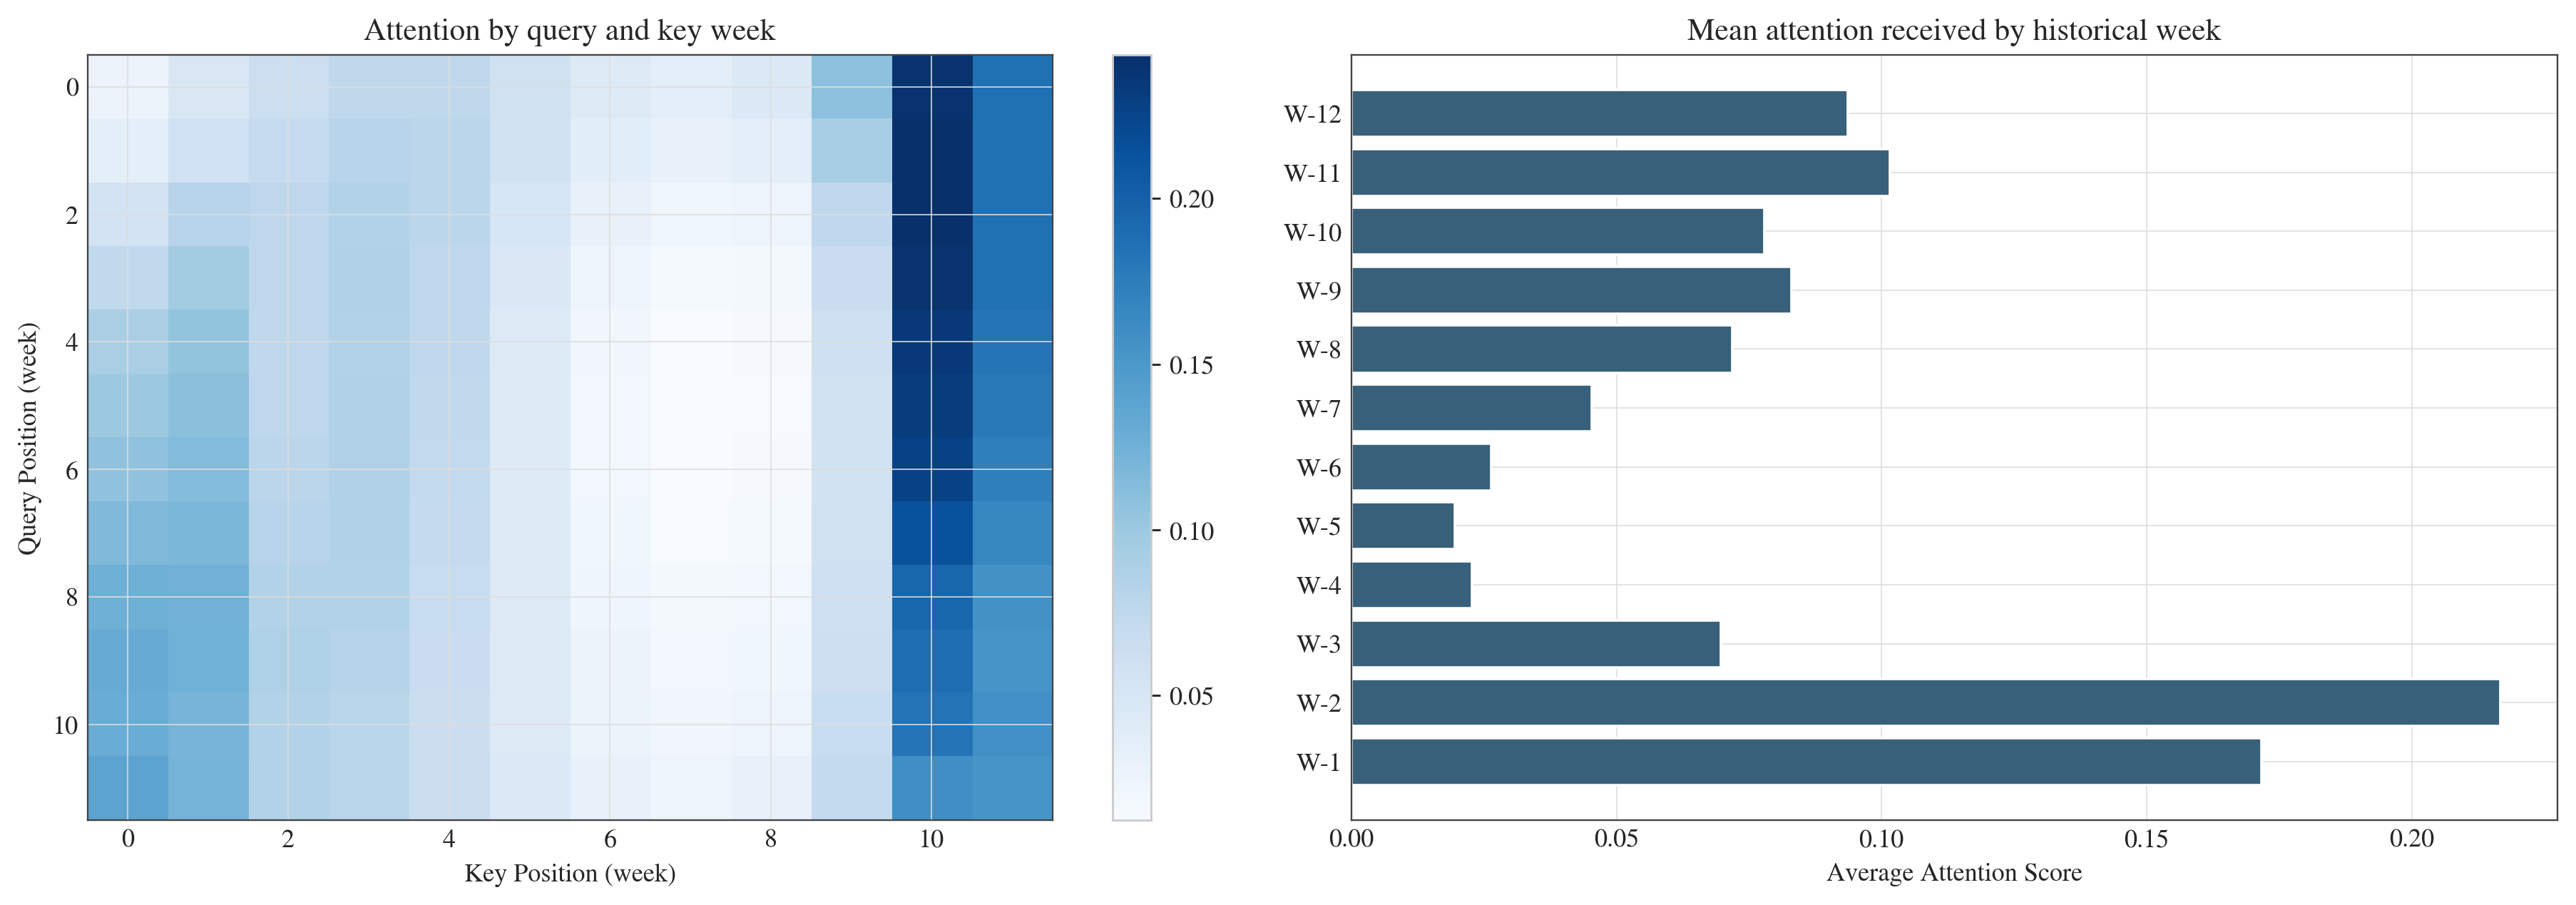 Attention by query and key week
Query Position (week)
0
2
4
6
8
10
0 2 4 6 8 10
Key Position (week)
0.20
0.15
0.10
0.05
Mean attention received by historical week
W-12
W-11
W-10
W-9
W-8
W-7
W-6
W-5
W-4
W-3
W-2
W-1
0.00 0.05 0.10 0.15 0.20
Average Attention Score